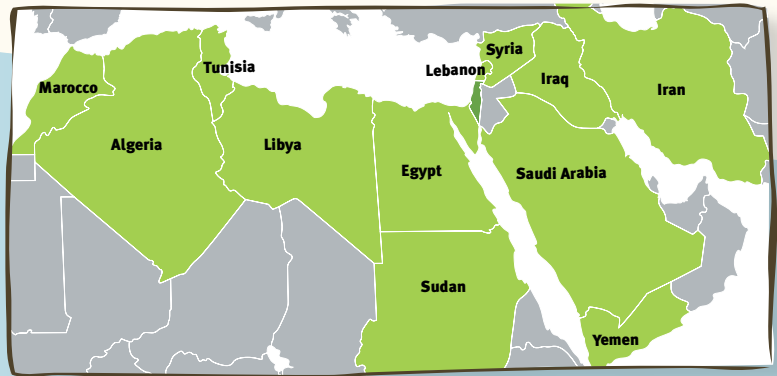 Syria
Tunisia
Lebanon
Iraq
Marocco
Iran
Algeria
Libya
Egypt
Saudi Arabia
Sudan
Yemen